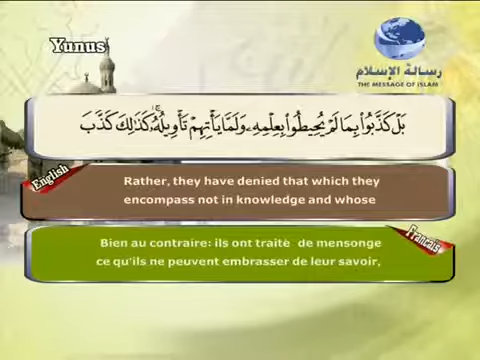 Yunus
رسالة الإسلام
THE MESSAGE OF ISLAM
بَلْ كَذَّبُوا۟ بِمَا لَمْ يُحِيطُوا۟ بِعِلْمِهِۦ وَلَمَّا يَأْتِهِمْ تَأْوِيلُهُۥ ۚ كَذَٰلِكَ كَذَّبَ
English
Rather, they have denied that which they
encompass not in knowledge and whose
Francais
Bien au contraire: ils ont traité de mensonge
ce qu'ils ne peuvent embrasser de leur savoir,